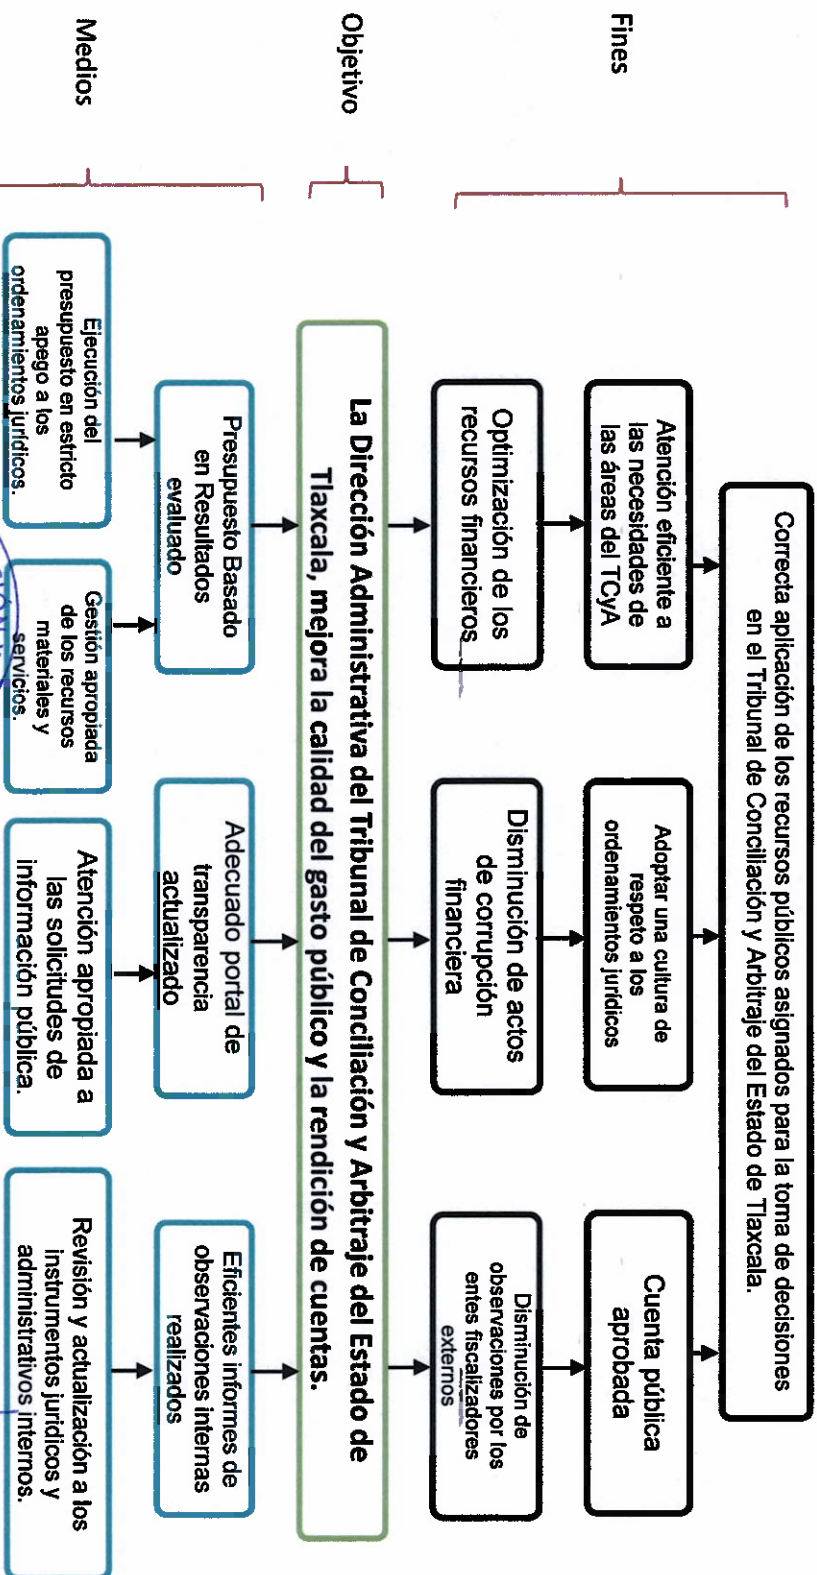 Fines
Correcta aplicación de los recursos públicos asignados para la toma de decisiones
en el Tribunal de Conciliación y Arbitraje del Estado de Tlaxcala.
Atención eficiente a
las necesidades de
las áreas del TCyA
Adoptar una cultura de
respeto a los
ordenamientos jurídicos
Cuenta pública
aprobada
Optimización de los
recursos financieros
Disminución de actos
de corrupción
financiera
Disminución de
observaciones por los
entes fiscalizadores
externos
Objetivo
La Dirección Administrativa del Tribunal de Conciliación y Arbitraje del Estado de
Tlaxcala, mejora la calidad del gasto público y la rendición de cuentas.
Medios
Presupuesto Basado
en Resultados
evaluado
Adecuado portal de
transparencia
actualizado
Eficientes informes de
observaciones internas
realizados
Ejecución del
presupuesto en estricto
apego a los
ordenamientos jurídicos.
Gestión apropiada
de los recursos
materiales y
servicios.
Atención apropiada a
las solicitudes de
información pública.
Revisión y actualización a los
instrumentos jurídicos y
administrativos internos.